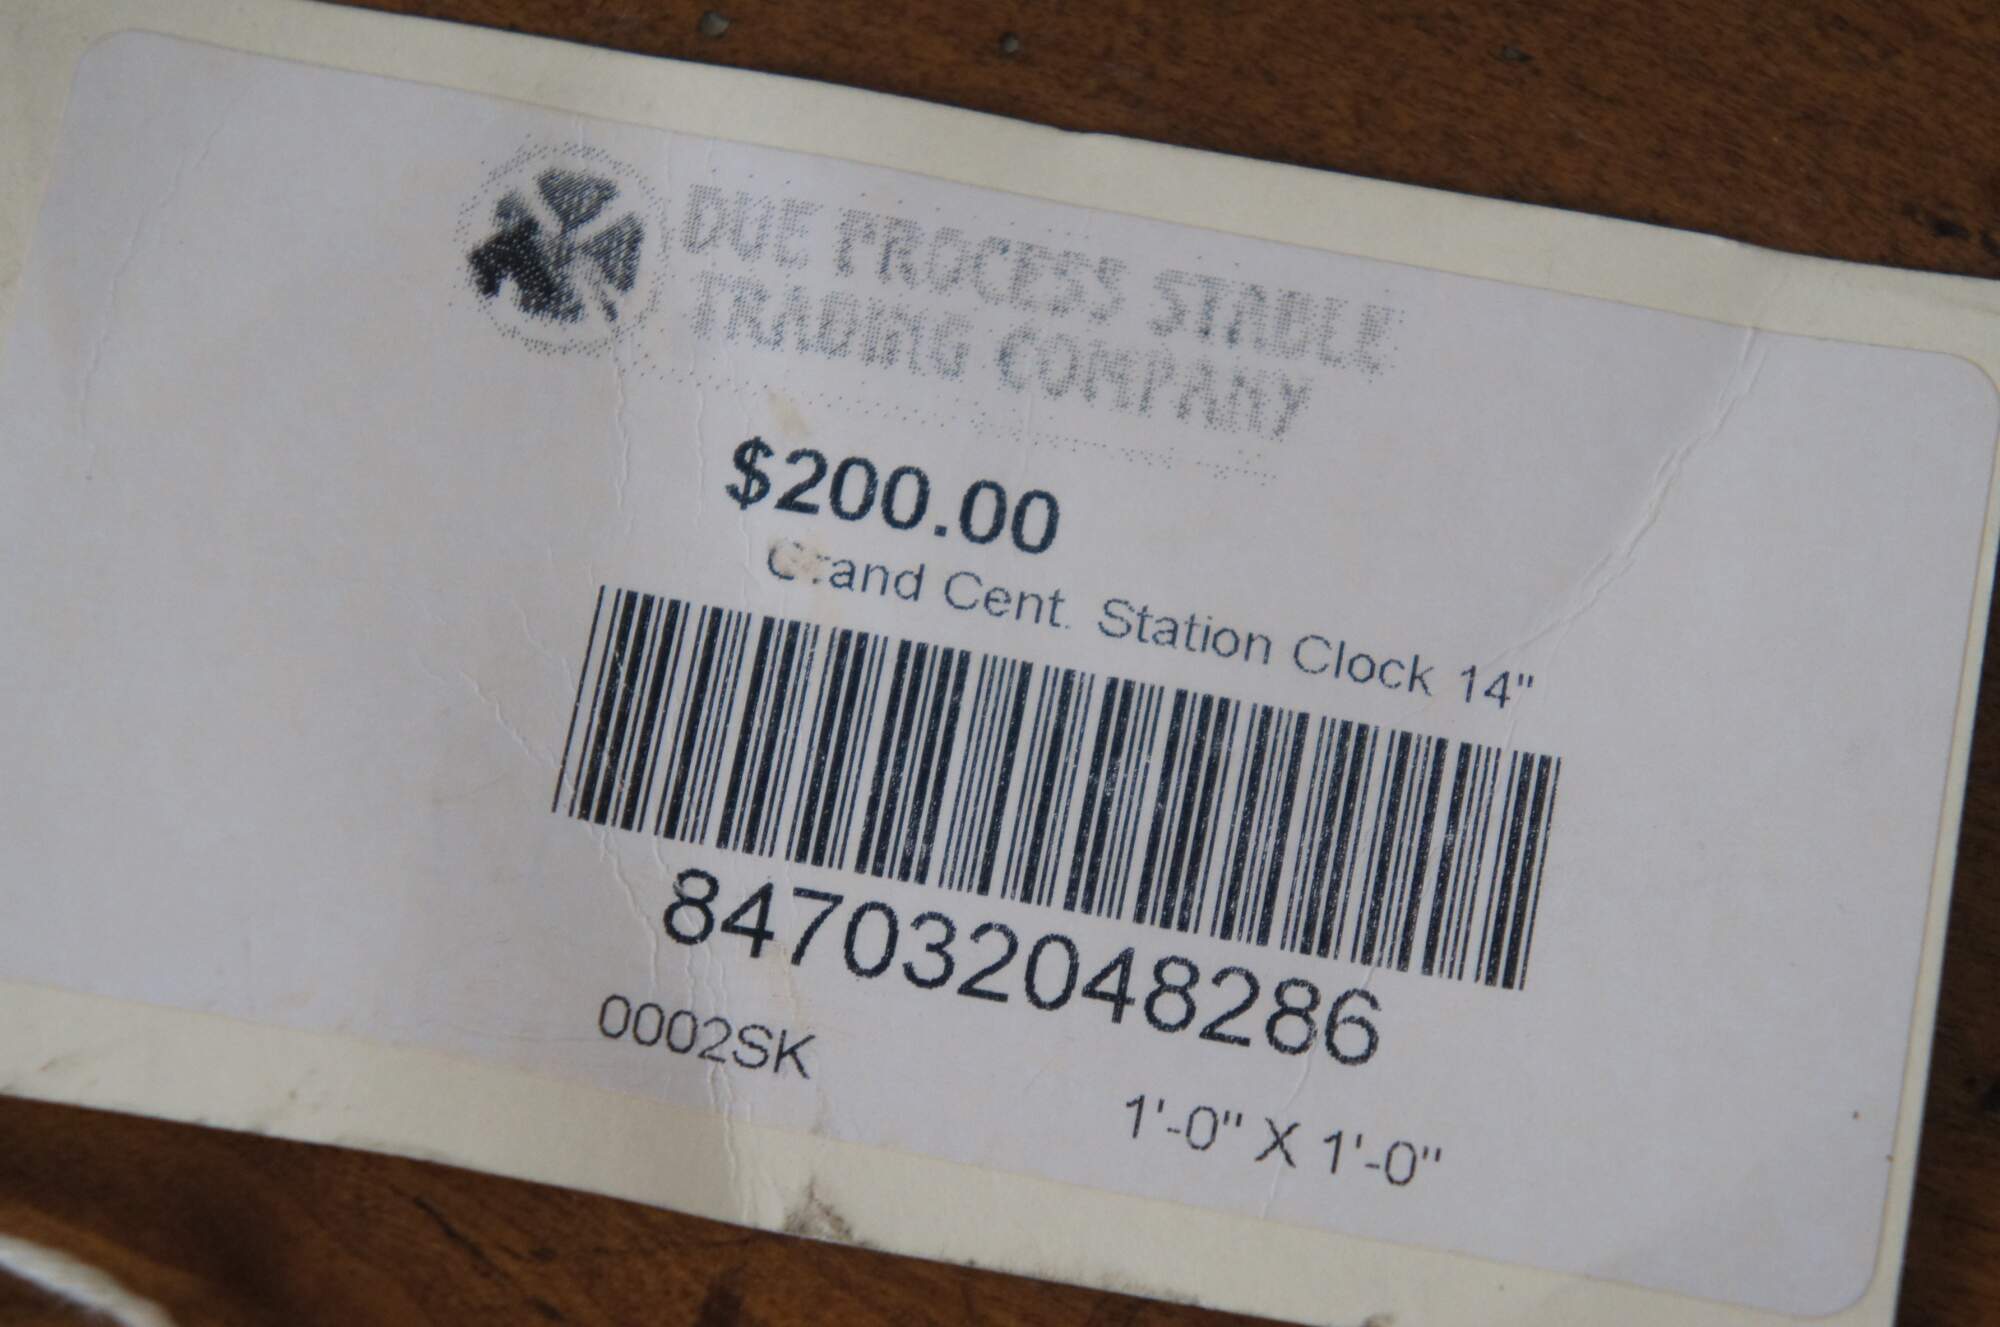 DUE PROCESS STABLE
TRADING COMPANY
$200.00
Grand Cent. Station Clock 14"
847032048286
0002SK
1'-0" X 1'-0"